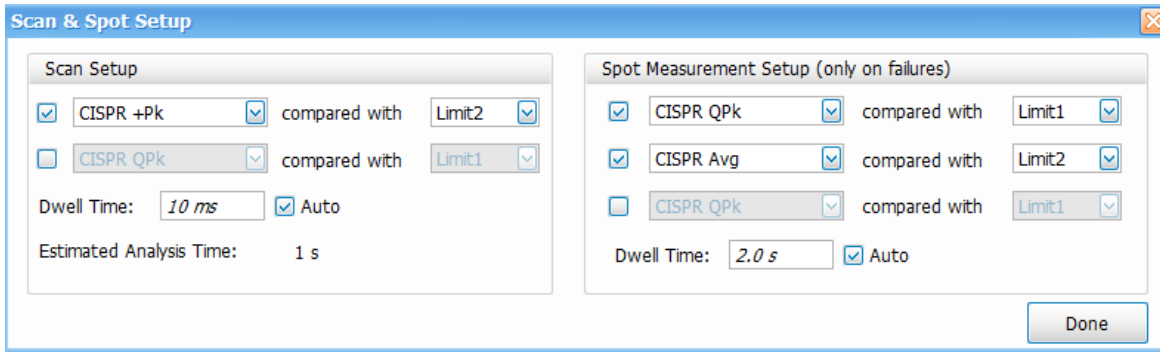 Scan & Spot Setup
Scan Setup
CISPR +Pk compared with Limit2
CISPR QPk compared with Limit1
Dwell Time: 10 ms Auto
Estimated Analysis Time: 1 s
Spot Measurement Setup (only on failures)
CISPR QPk compared with Limit1
CISPR Avg compared with Limit2
CISPR QPk compared with Limit1
Dwell Time: 2.0 s Auto
Done